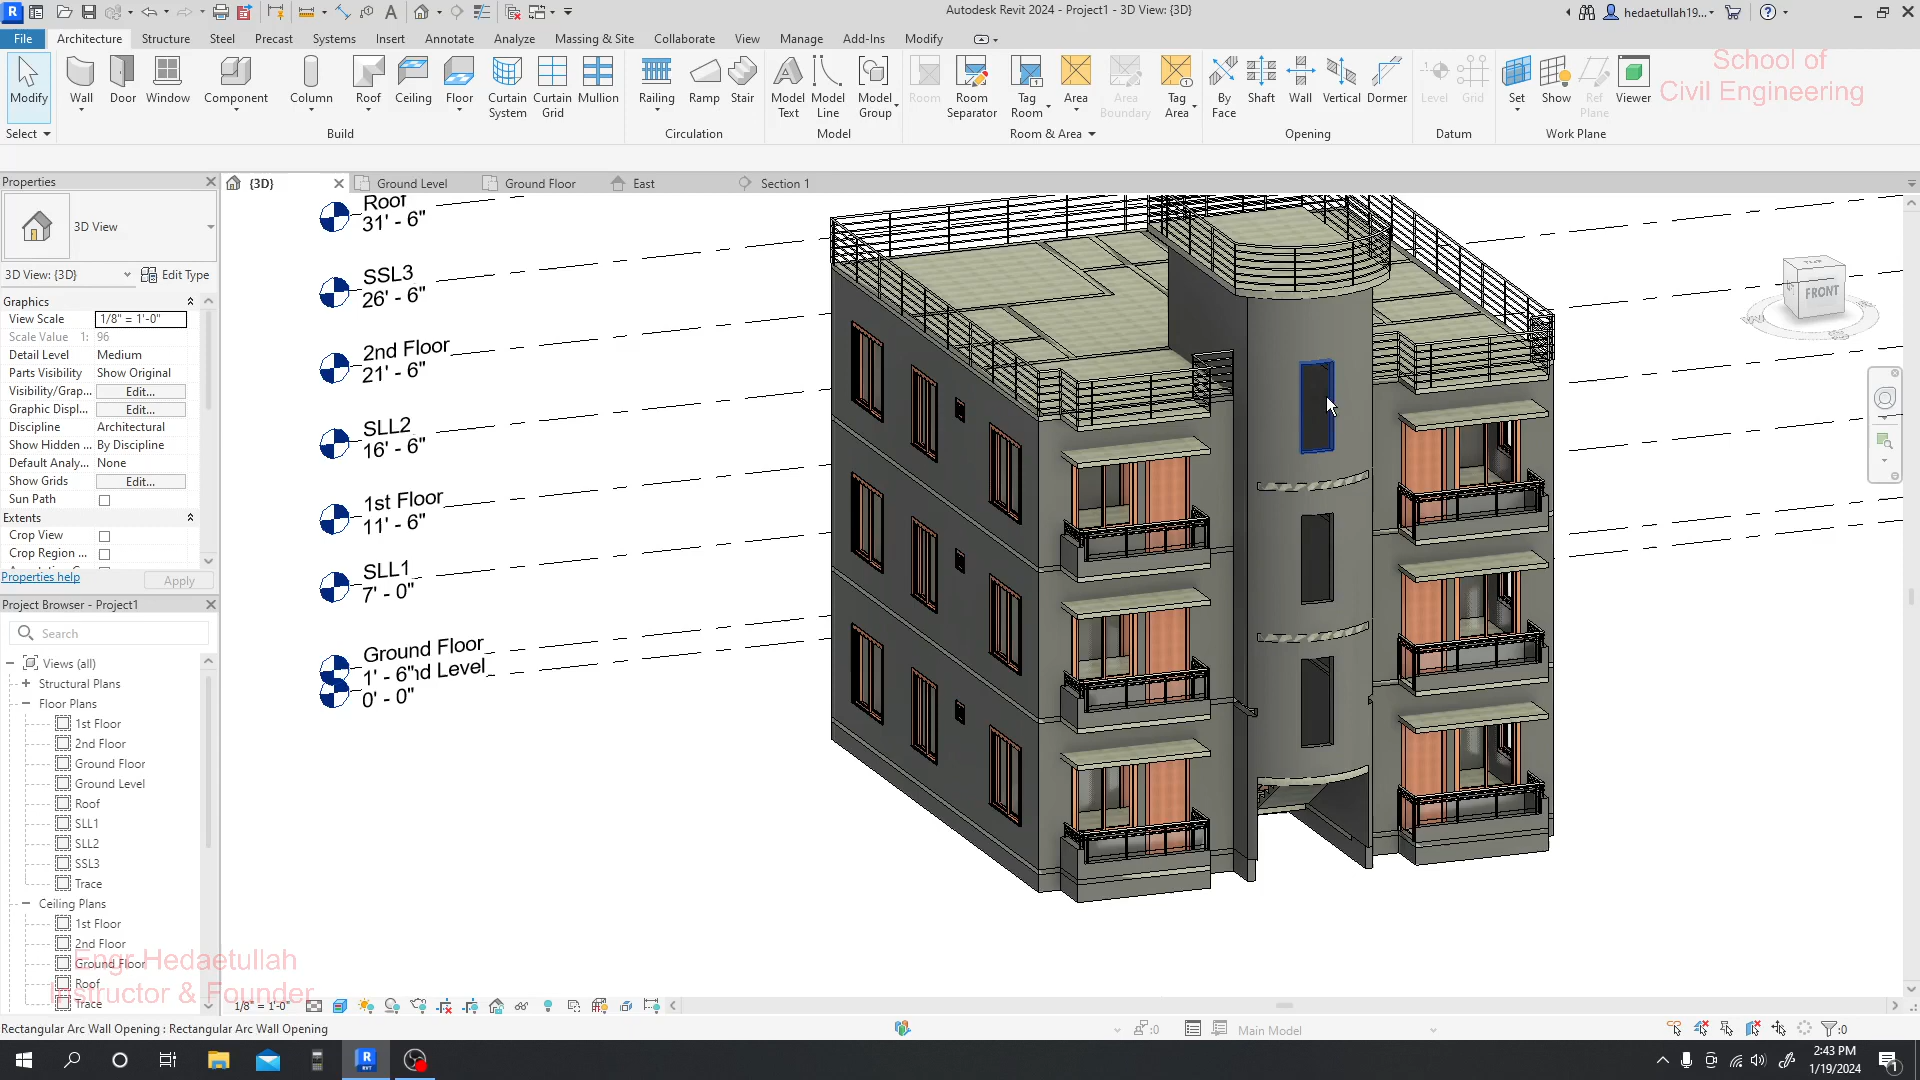 Autodesk Revit 2024 - Project1 - 3D View: {3D}
hedaetullah19...
File
Architecture
Structure
Steel
Precast
Systems
Insert
Annotate
Analyze
Massing & Site
Collaborate
View
Manage
Add-Ins
Modify
School of
Civil Engineering
Modify
Wall
Door
Window
Component
Column
Roof
Ceiling
Floor
Curtain System
Curtain Grid
Mullion
Railing
Ramp
Stair
Model Text
Model Line
Model Group
Room
Room Separator
Tag Room
Area
Area Boundary
Tag Area
By Face
Shaft
Wall
Vertical
Dormer
Level
Grid
Set
Show
Ref Plane
Viewer
Select
Build
Circulation
Model
Room & Area
Opening
Datum
Work Plane
Properties
{3D}
Ground Level
Ground Floor
East
Section 1
3D View
3D View: {3D}
Edit Type
Graphics
View Scale
1/8" = 1'-0"
Scale Value 1:
96
Detail Level
Medium
Parts Visibility
Show Original
Visibility/Grap...
Edit...
Graphic Displ...
Edit...
Discipline
Architectural
Show Hidden ...
By Discipline
Default Analy...
None
Show Grids
Edit...
Sun Path
Extents
Crop View
Crop Region ...
Properties help
Apply
Project Browser - Project1
Search
Views (all)
Structural Plans
Floor Plans
1st Floor
2nd Floor
Ground Floor
Ground Level
Roof
SLL1
SLL2
SSL3
Trace
Ceiling Plans
1st Floor
2nd Floor
Ground Floor
Roof
Trace
Engr.Hedaetullah
Instructor & Founder
Roof
31' - 6"
SSL3
26' - 6"
2nd Floor
21' - 6"
SLL2
16' - 6"
1st Floor
11' - 6"
SLL1
7' - 0"
Ground Floor
1' - 6"
nd Level
0' - 0"
FRONT
1/8" = 1'-0"
Rectangular Arc Wall Opening : Rectangular Arc Wall Opening
:0
Main Model
:0
2:43 PM
1/19/2024
1